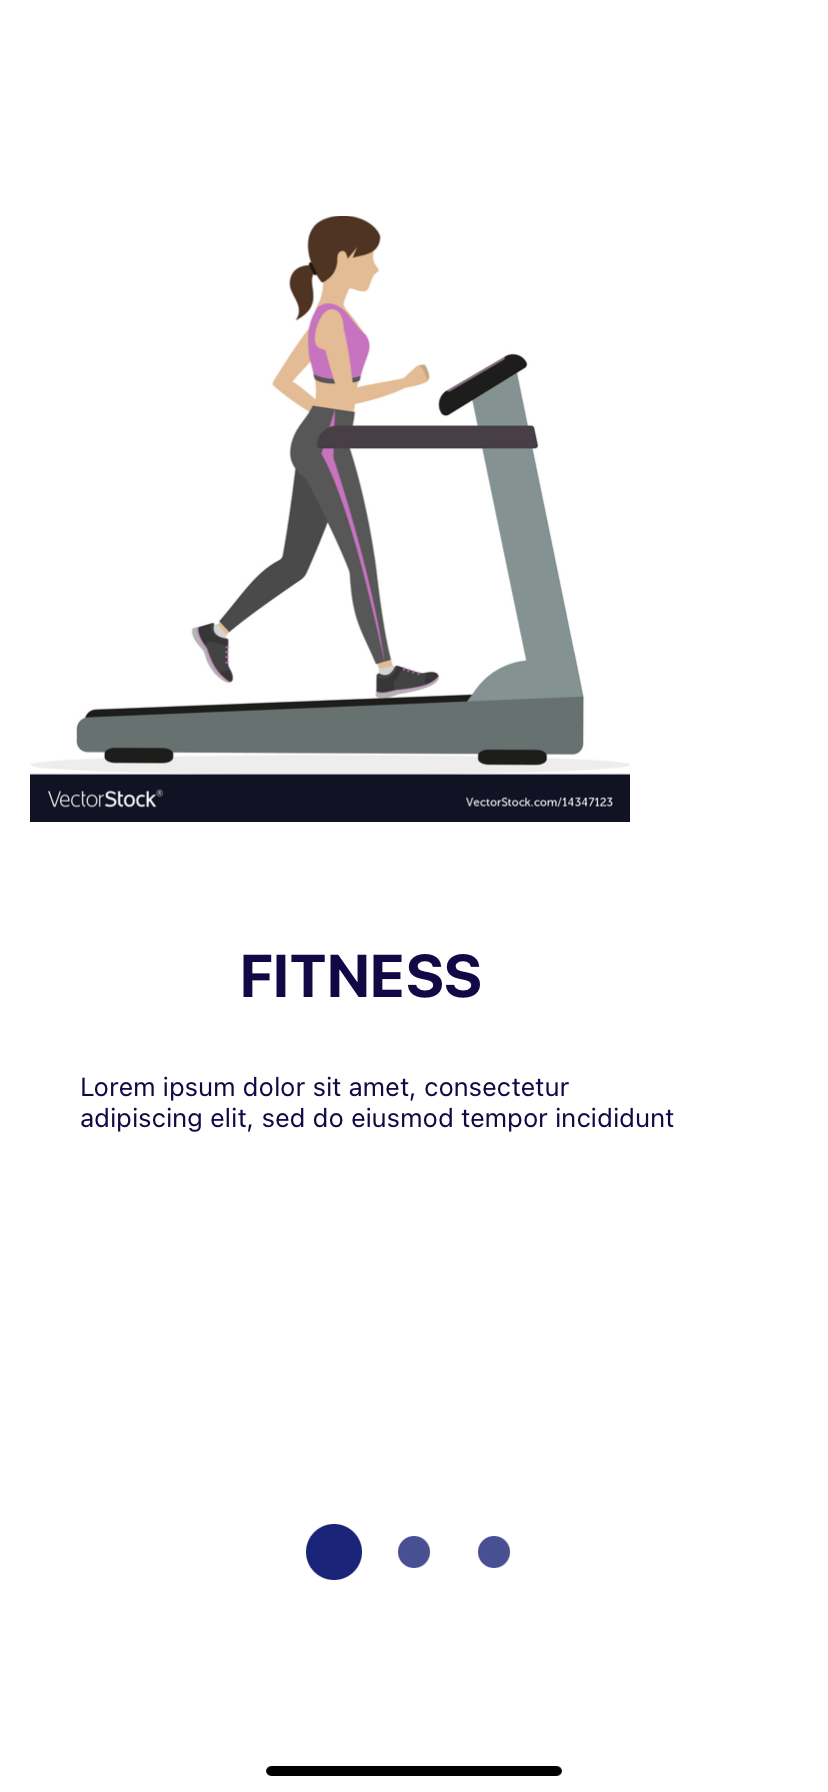 VectorStock®
VectorStock.com/14347123
FITNESS
Lorem ipsum dolor sit amet, consectetur
adipiscing elit, sed do eiusmod tempor incididunt